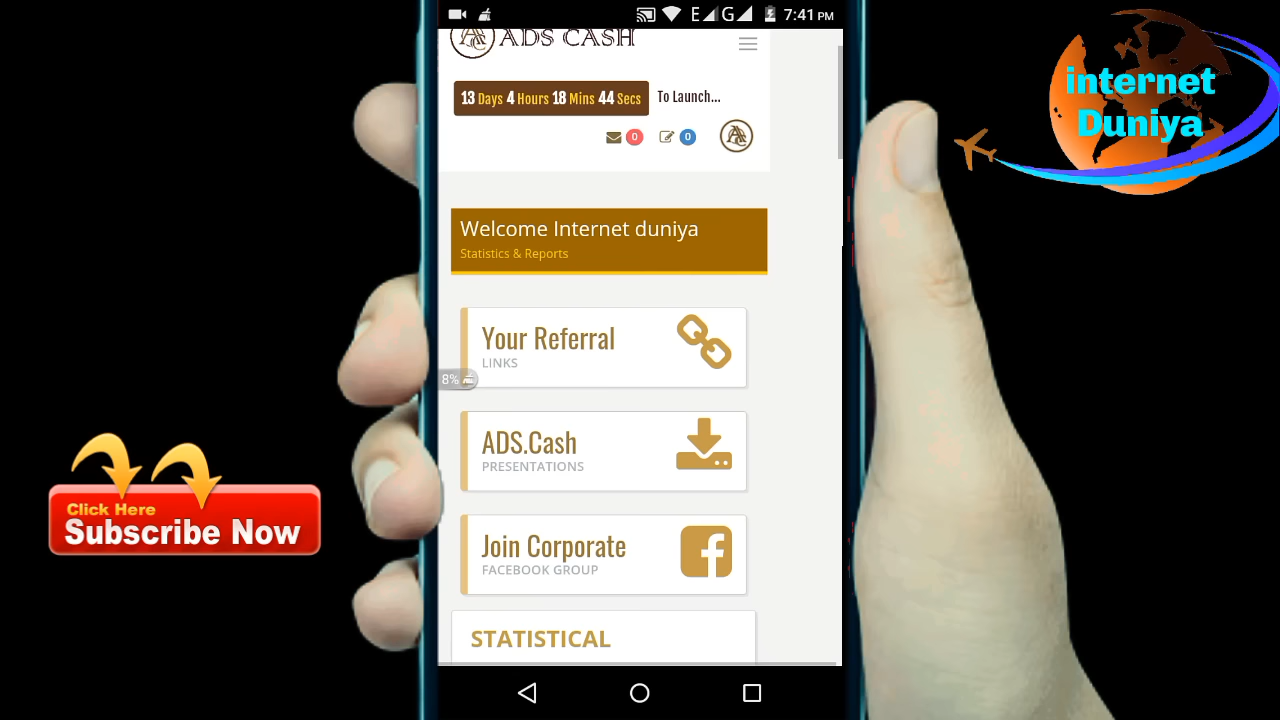 E G 7:41 PM
ADS CASH
13 Days 4 Hours 18 Mins 44 Secs To Launch...
0 0
Welcome Internet duniya
Statistics & Reports
Your Referral
LINKS
8%
ADS.Cash
PRESENTATIONS
Join Corporate
FACEBOOK GROUP
STATISTICAL
Click Here
Subscribe Now
internet
Duniya